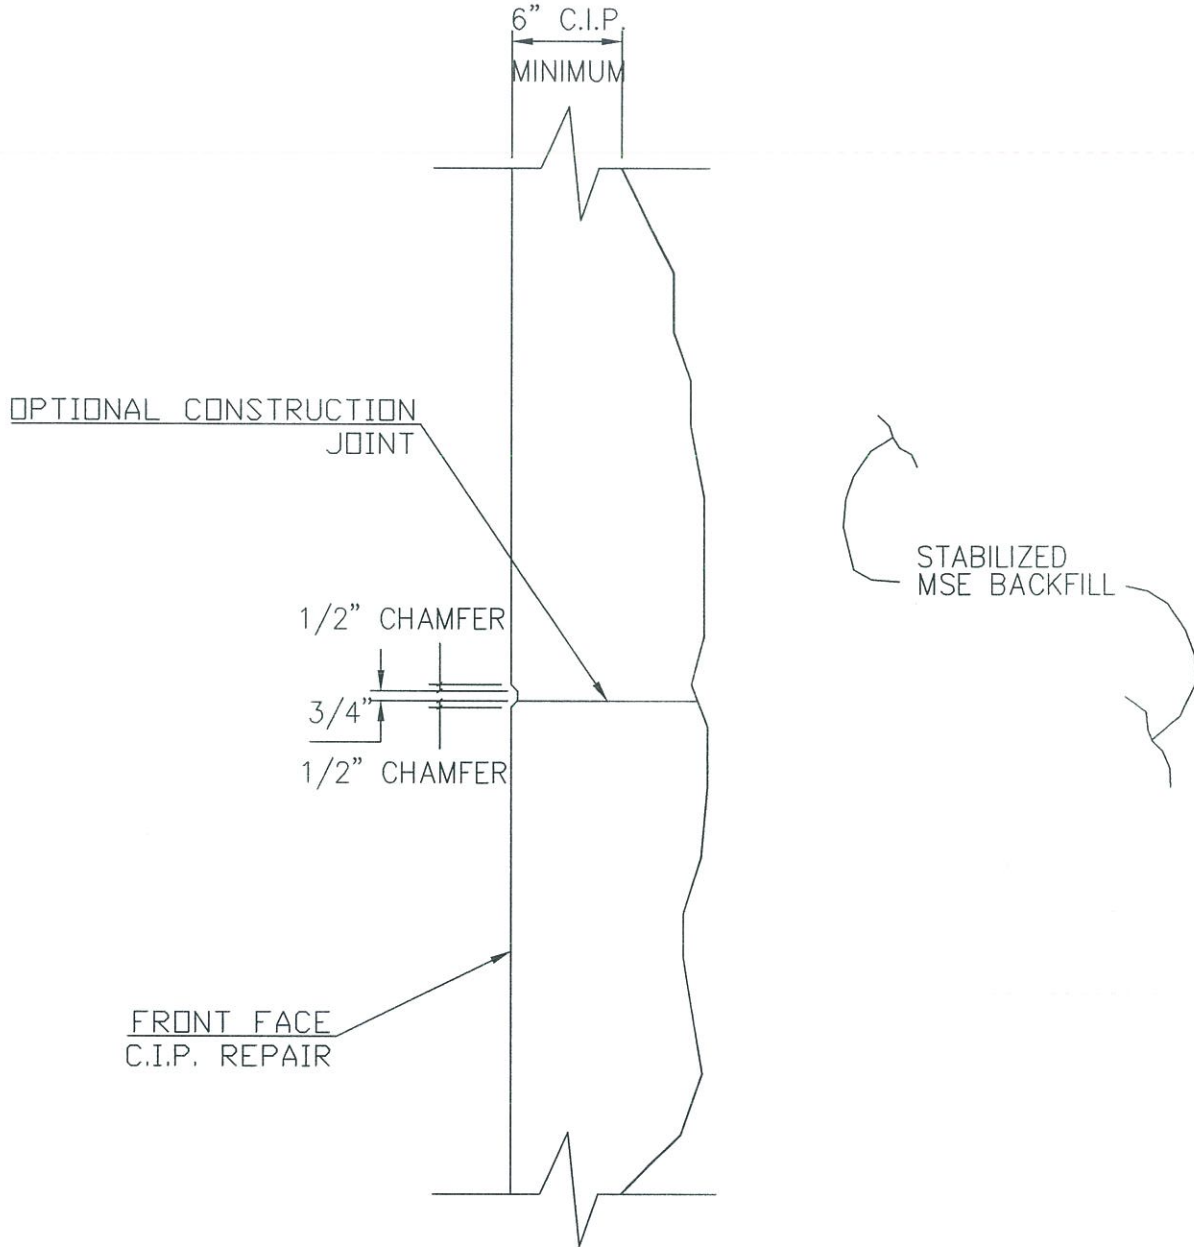 6" C.I.P.
MINIMUM
OPTIONAL CONSTRUCTION
JOINT
STABILIZED
MSE BACKFILL
1/2" CHAMFER
3/4"
1/2" CHAMFER
FRONT FACE
C.I.P. REPAIR